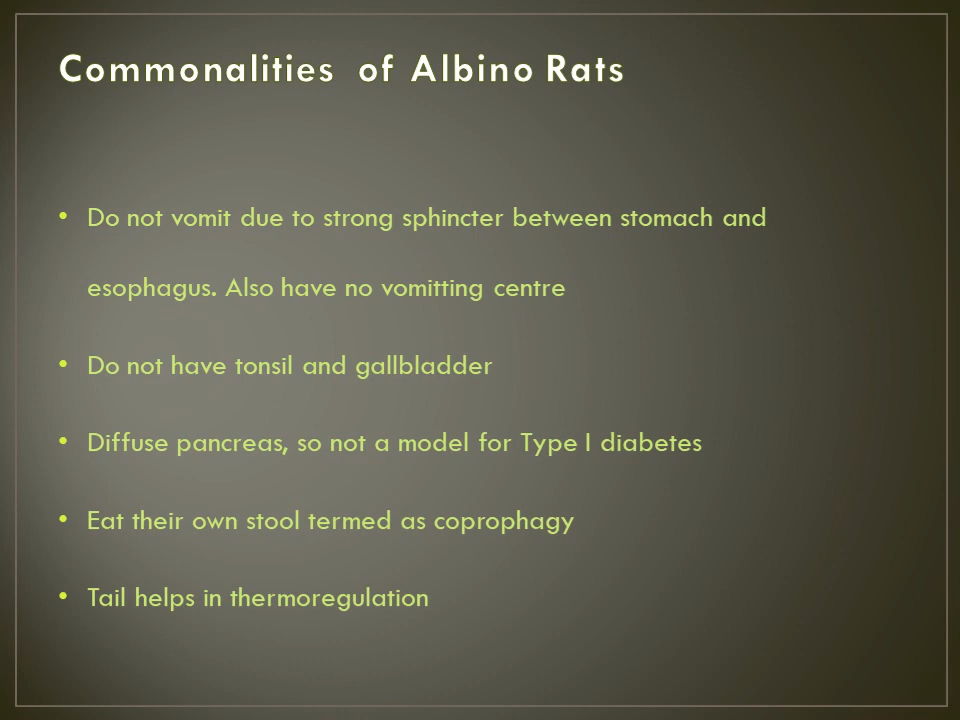 Commonalities of Albino Rats
• Do not vomit due to strong sphincter between stomach and
esophagus. Also have no vomitting centre
• Do not have tonsil and gallbladder
• Diffuse pancreas, so not a model for Type I diabetes
• Eat their own stool termed as coprophagy
• Tail helps in thermoregulation